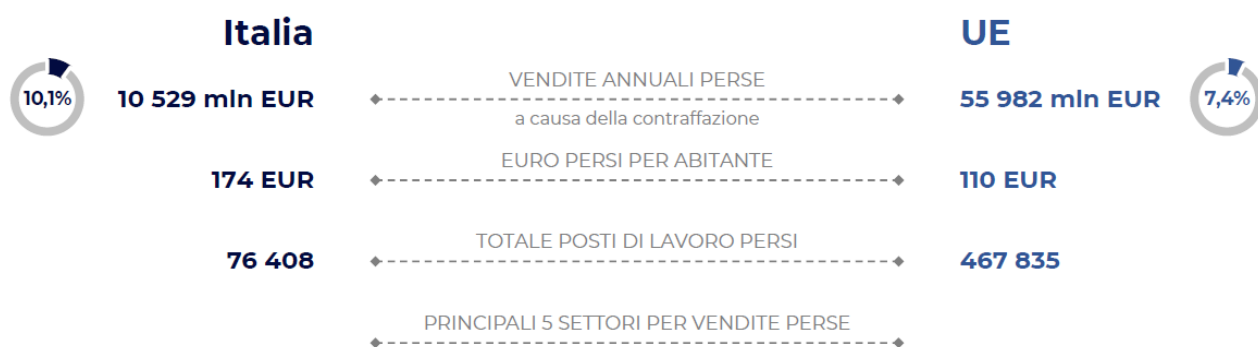 Italia
UE
10,1%
10 529 mln EUR
VENDITE ANNUALI PERSE
a causa della contraffazione
55 982 mln EUR
7,4%
174 EUR
EURO PERSI PER ABITANTE
110 EUR
76 408
TOTALE POSTI DI LAVORO PERSI
467 835
PRINCIPALI 5 SETTORI PER VENDITE PERSE